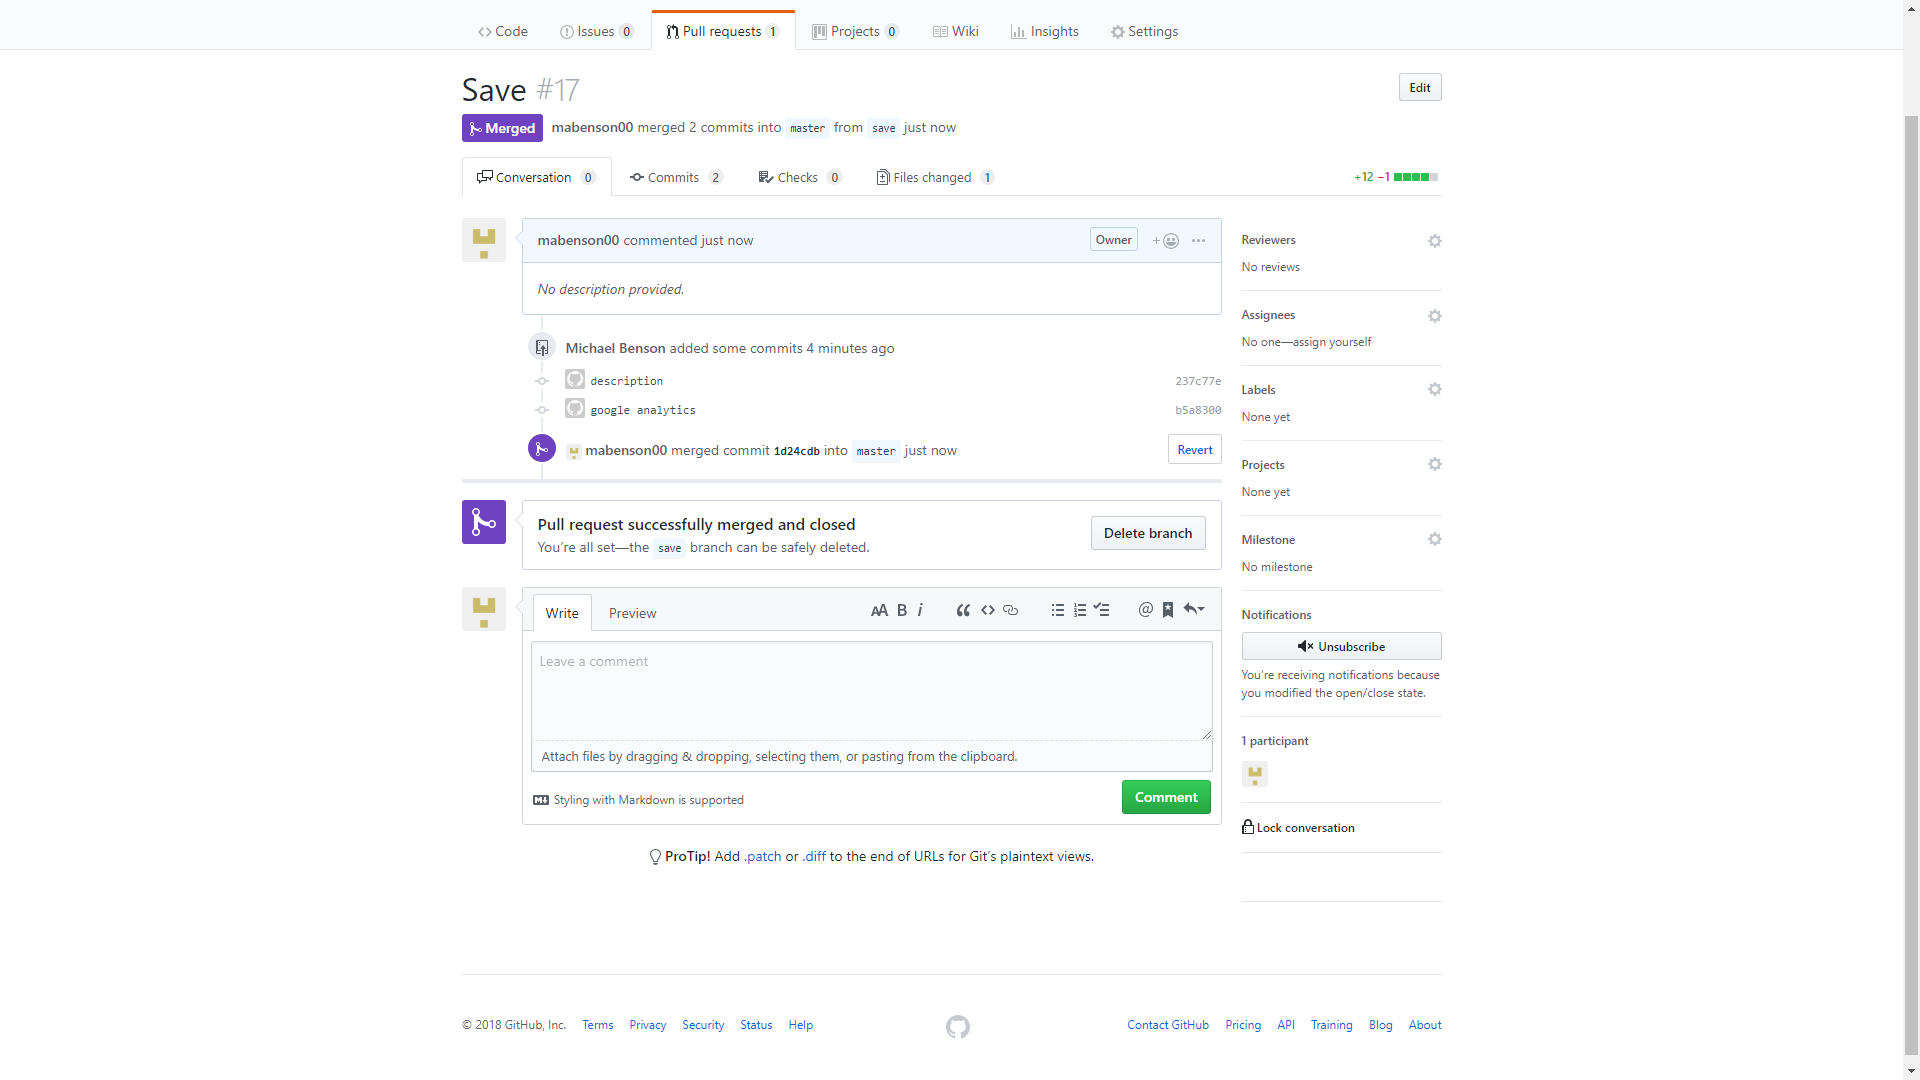 Code Issues 0 Pull requests 1 Projects 0 Wiki Insights Settings
Save #17
Edit
Merged mabenson00 merged 2 commits into master from save just now
Conversation 0 Commits 2 Checks 0 Files changed 1 +12 −1
mabenson00 commented just now Owner +
No description provided.
Michael Benson added some commits 4 minutes ago
description 237c77e
google analytics b5a8300
mabenson00 merged commit 1d24cdb into master just now Revert
Pull request successfully merged and closed
You’re all set—the save branch can be safely deleted.
Delete branch
Write Preview AA B i
Leave a comment
Attach files by dragging & dropping, selecting them, or pasting from the clipboard.
Styling with Markdown is supported
Comment
ProTip! Add .patch or .diff to the end of URLs for Git’s plaintext views.
Reviewers
No reviews
Assignees
No one—assign yourself
Labels
None yet
Projects
None yet
Milestone
No milestone
Notifications
Unsubscribe
You’re receiving notifications because
you modified the open/close state.
1 participant
Lock conversation
© 2018 GitHub, Inc. Terms Privacy Security Status Help
Contact GitHub Pricing API Training Blog About